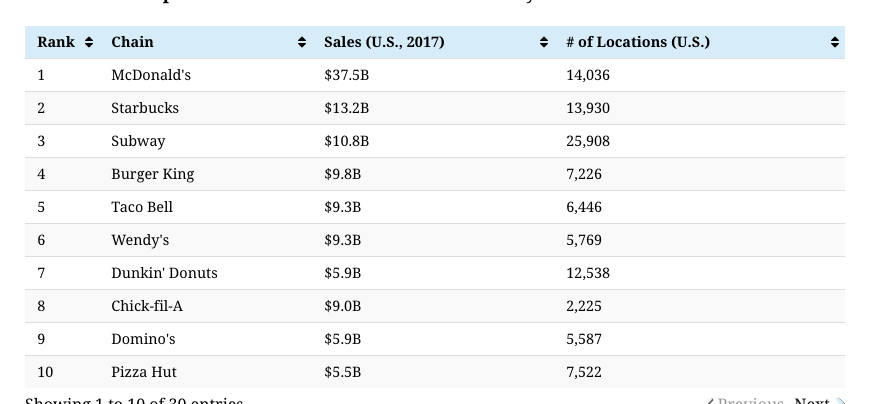 Rank Chain Sales (U.S., 2017) # of Locations (U.S.)
1 McDonald's $37.5B 14,036
2 Starbucks $13.2B 13,930
3 Subway $10.8B 25,908
4 Burger King $9.8B 7,226
5 Taco Bell $9.3B 6,446
6 Wendy's $9.3B 5,769
7 Dunkin' Donuts $5.9B 12,538
8 Chick-fil-A $9.0B 2,225
9 Domino's $5.9B 5,587
10 Pizza Hut $5.5B 7,522
Showing 1 to 10 of 30 entries Previous Next